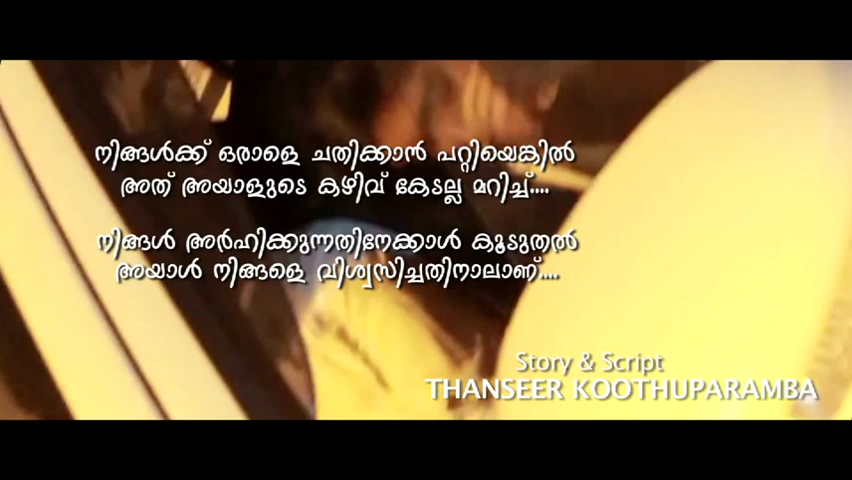 നിങ്ങൾക്ക് ഒരാളെ ചതിക്കാൻ പറ്റിയെങ്കിൽ
അത് അയാളുടെ കഴിവ് കേടല്ല മറിച്ച്....
നിങ്ങൾ അർഹിക്കുന്നതിനേക്കാൾ കൂടുതൽ
അയാൾ നിങ്ങളെ വിശ്വസിച്ചതിനാലാണ്....
Story & Script
THANSEER KOOTHUPARAMBA